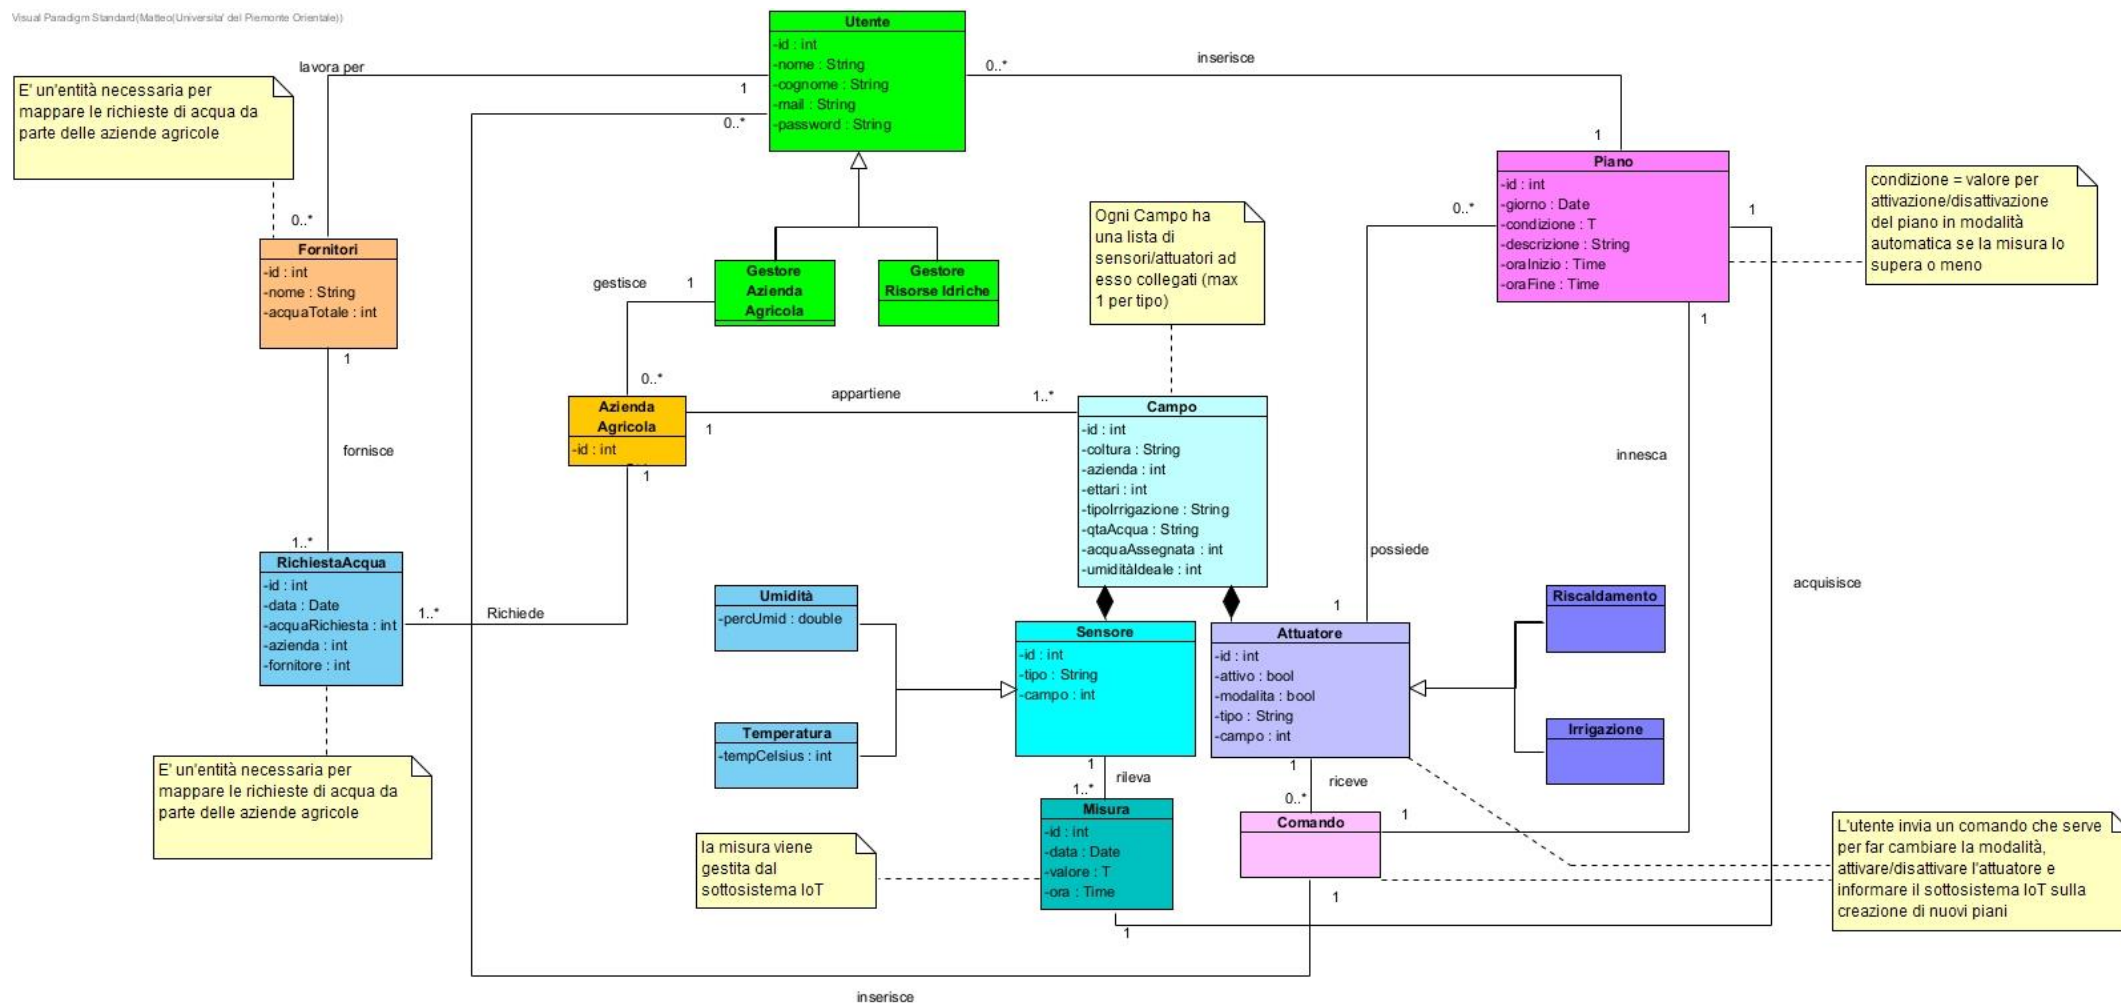 Visual Paradigm Standard(Matteo(Universita' del Piemonte Orientale))
Utente
-id : int
-nome : String
-cognome : String
-mail : String
-password : String
lavora per
1
0..*
0..*
inserisce
1
E' un'entità necessaria per
mappare le richieste di acqua da
parte delle aziende agricole
0..*
Fornitori
-id : int
-nome : String
-acquaTotale : int
1
Piano
-id : int
-giorno : Date
-condizione : T
-descrizione : String
-oraInizio : Time
-oraFine : Time
0..*
1
1
condizione = valore per
attivazione/disattivazione
del piano in modalità
automatica se la misura lo
supera o meno
Ogni Campo ha
una lista di
sensori/attuatori ad
esso collegati (max
1 per tipo)
Gestore
Azienda
Agricola
Gestore
Risorse Idriche
gestisce
1
0..*
Azienda
Agricola
-id : int
1
1
appartiene
1..*
Campo
-id : int
-coltura : String
-azienda : int
-ettari : int
-tipoIrrigazione : String
-qtaAcqua : String
-acquaAssegnata : int
-umiditàIdeale : int
fornisce
innesca
possiede
1
acquisisce
1..*
RichiestaAcqua
-id : int
-data : Date
-acquaRichiesta : int
-azienda : int
-fornitore : int
1..*
Richiede
Umidità
-percUmid : double
Temperatura
-tempCelsius : int
Sensore
-id : int
-tipo : String
-campo : int
Attuatore
-id : int
-attivo : bool
-modalita : bool
-tipo : String
-campo : int
Riscaldamento
Irrigazione
E' un'entità necessaria per
mappare le richieste di acqua da
parte delle aziende agricole
1
rileva
1..*
1
riceve
0..*
Misura
-id : int
-data : Date
-valore : T
-ora : Time
1
la misura viene
gestita dal
sottosistema IoT
Comando
1
1
L'utente invia un comando che serve
per far cambiare la modalità,
attivare/disattivare l'attuatore e
informare il sottosistema IoT sulla
creazione di nuovi piani
inserisce